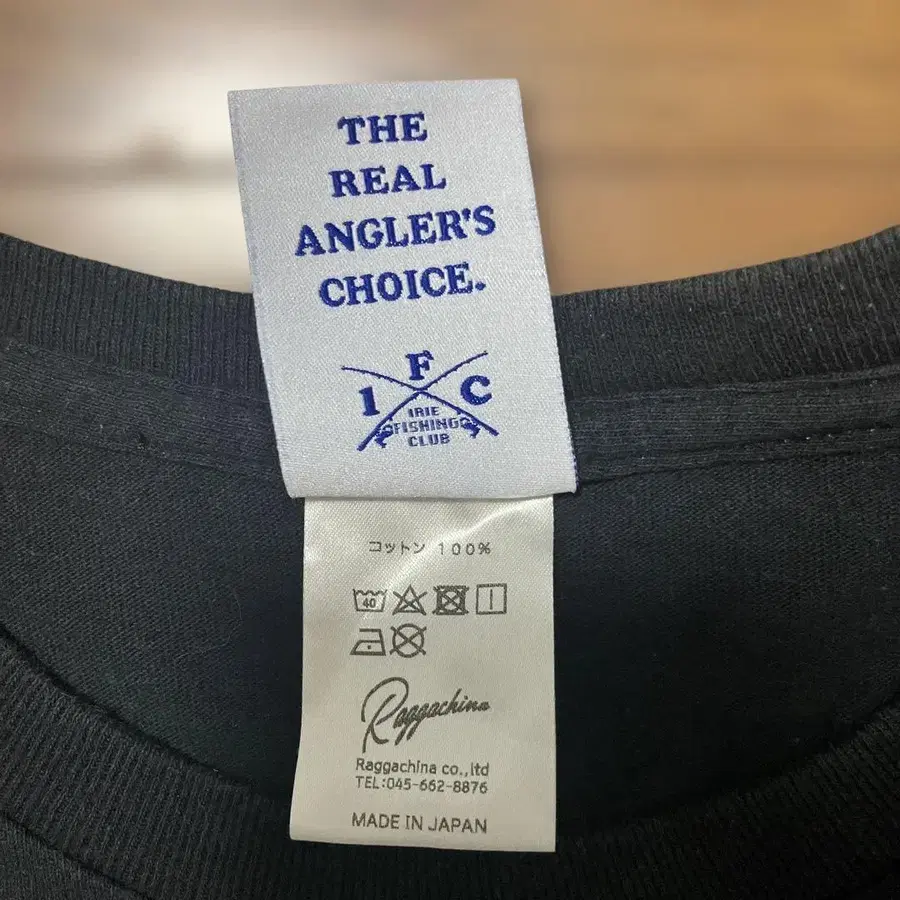 THE
REAL
ANGLER'S
CHOICE.
I F C
IRIE
FISHING
CLUB
コットン 100%
40
Raggachina
Raggachina co.,ltd
TEL:045-662-8876
MADE IN JAPAN